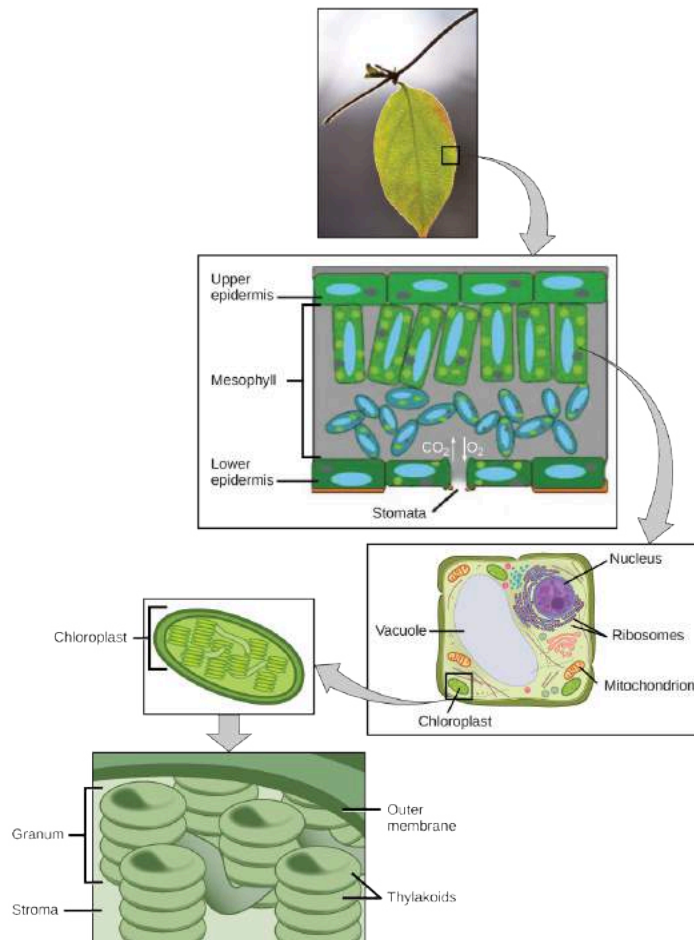 Upper
epidermis
Mesophyll
CO2
O2
Lower
epidermis
Stomata
Nucleus
Vacuole
Ribosomes
Mitochondrion
Chloroplast
Chloroplast
Outer
membrane
Granum
Thylakoids
Stroma